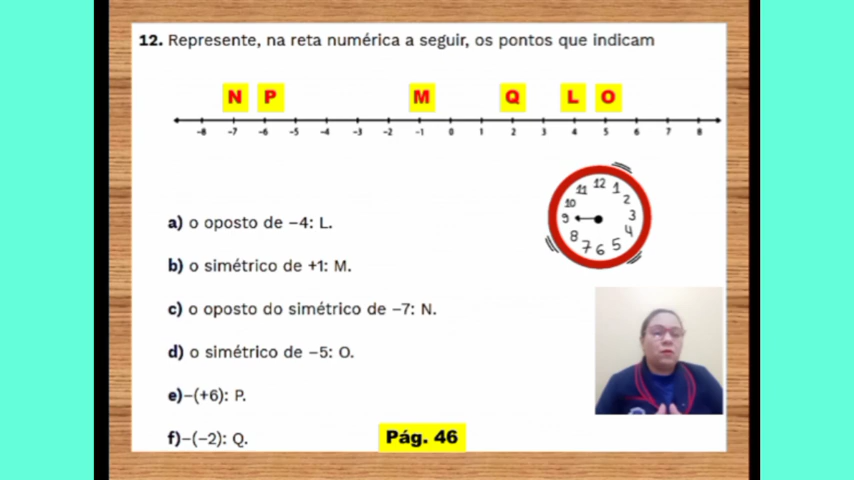 12. Represente, na reta numérica a seguir, os pontos que indicam
N P M Q L O
-8 -7 -6 -5 -4 -3 -2 -1 0 1 2 3 4 5 6 7 8
12 1 2 3 4 5 6 7 8 9 10 11
a) o oposto de −4: L.
b) o simétrico de +1: M.
c) o oposto do simétrico de −7: N.
d) o simétrico de −5: O.
e)−(+6): P.
f)−(−2): Q.
Pág. 46